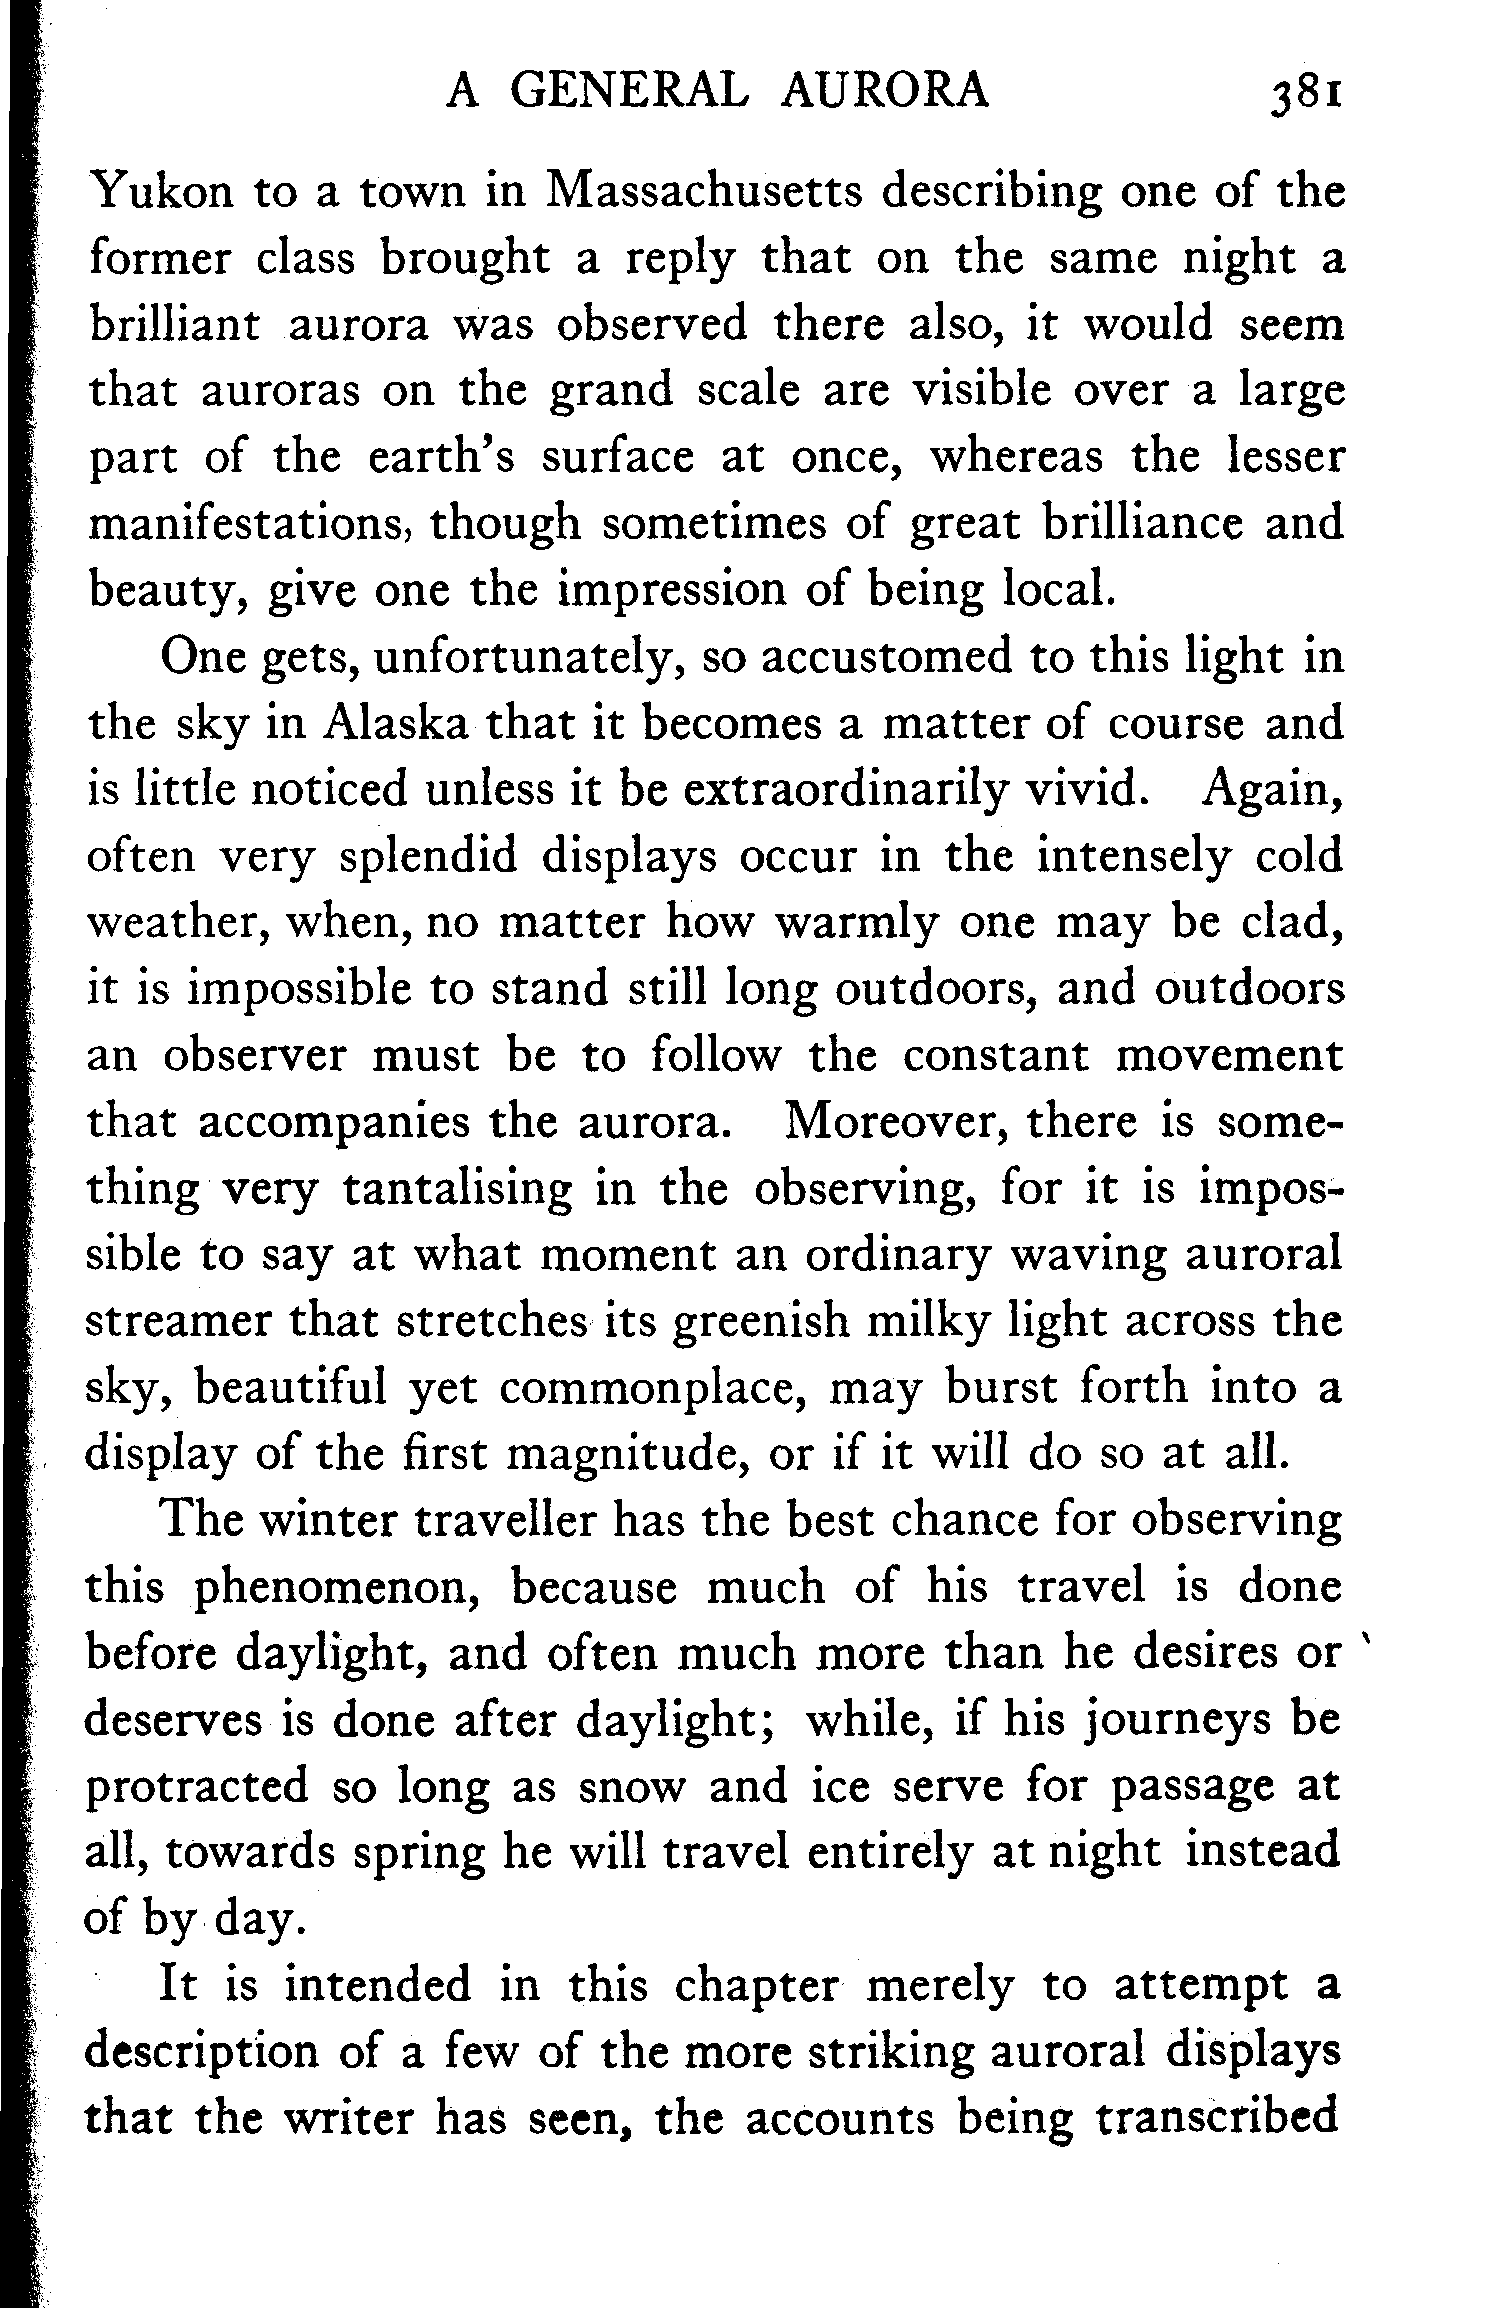 A GENERAL AURORA 381
Yukon to a town in Massachusetts describing one of the
former class brought a reply that on the same night a
brilliant aurora was observed there also, it would seem
that auroras on the grand scale are visible over a large
part of the earth's surface at once, whereas the lesser
manifestations, though sometimes of great brilliance and
beauty, give one the impression of being local.
One gets, unfortunately, so accustomed to this light in
the sky in Alaska that it becomes a matter of course and
is little noticed unless it be extraordinarily vivid. Again,
often very splendid displays occur in the intensely cold
weather, when, no matter how warmly one may be clad,
it is impossible to stand still long outdoors, and outdoors
an observer must be to follow the constant movement
that accompanies the aurora. Moreover, there is some-
thing very tantalising in the observing, for it is impos-
sible to say at what moment an ordinary waving auroral
streamer that stretches its greenish milky light across the
sky, beautiful yet commonplace, may burst forth into a
display of the first magnitude, or if it will do so at all.
The winter traveller has the best chance for observing
this phenomenon, because much of his travel is done
before daylight, and often much more than he desires or
deserves is done after daylight; while, if his journeys be
protracted so long as snow and ice serve for passage at
all, towards spring he will travel entirely at night instead
of by day.
It is intended in this chapter merely to attempt a
description of a few of the more striking auroral displays
that the writer has seen, the accounts being transcribed